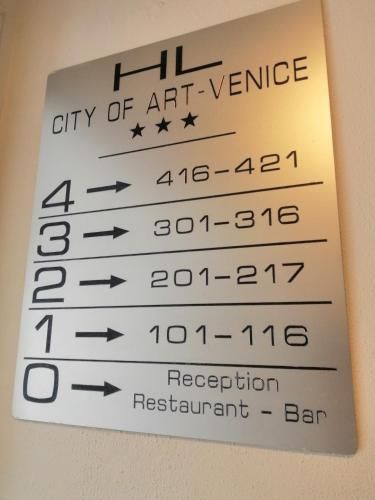 HL
CITY OF ART-VENICE
★★★
4 → 416-421
3 → 301-316
2 → 201-217
1 → 101-116
0 → Reception
Restaurant - Bar